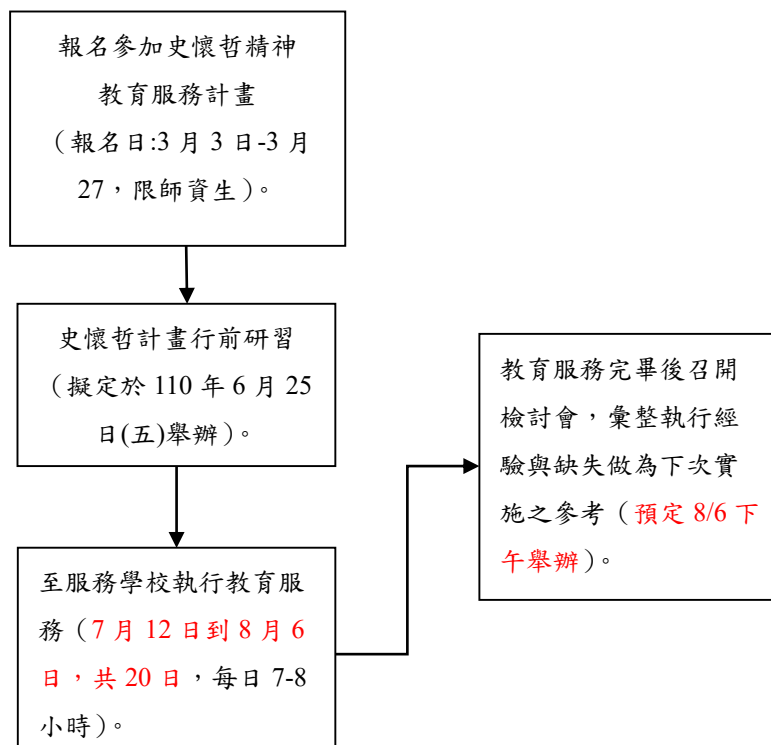 報名參加史懷哲精神
教育服務計畫
（報名日:3 月 3 日-3 月
27，限師資生）。
史懷哲計畫行前研習
（擬定於 110 年 6 月 25
日(五)舉辦）。
至服務學校執行教育服
務（7 月 12 日到 8 月 6
日，共 20 日，每日 7-8
小時）。
教育服務完畢後召開
檢討會，彙整執行經
驗與缺失做為下次實
施之參考（預定 8/6 下
午舉辦）。